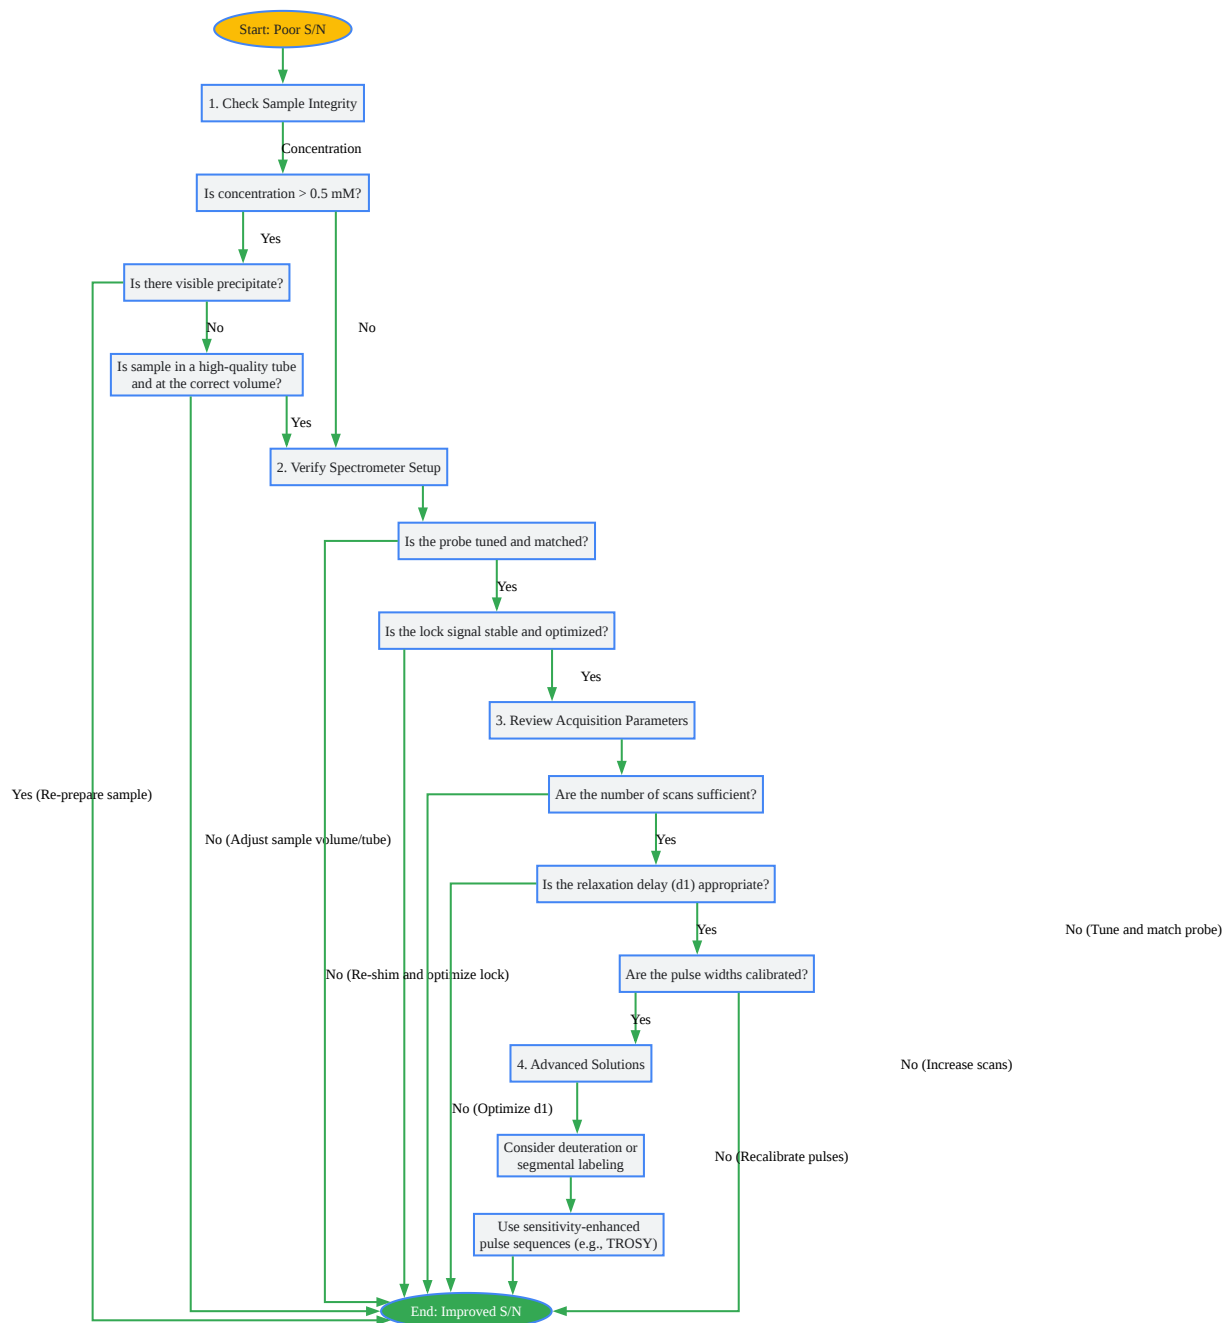 Start: Poor S/N
1. Check Sample Integrity
Concentration
Is concentration > 0.5 mM?
Yes
Is there visible precipitate?
No
No
Is sample in a high-quality tube
and at the correct volume?
Yes
2. Verify Spectrometer Setup
Is the probe tuned and matched?
Yes
Is the lock signal stable and optimized?
Yes
3. Review Acquisition Parameters
Yes (Re-prepare sample)
Are the number of scans sufficient?
No (Adjust sample volume/tube)
Yes
Is the relaxation delay (d1) appropriate?
Yes
No (Tune and match probe)
No (Re-shim and optimize lock)
Are the pulse widths calibrated?
Yes
4. Advanced Solutions
No (Increase scans)
No (Optimize d1)
Consider deuteration or
segmental labeling
No (Recalibrate pulses)
Use sensitivity-enhanced
pulse sequences (e.g., TROSY)
End: Improved S/N